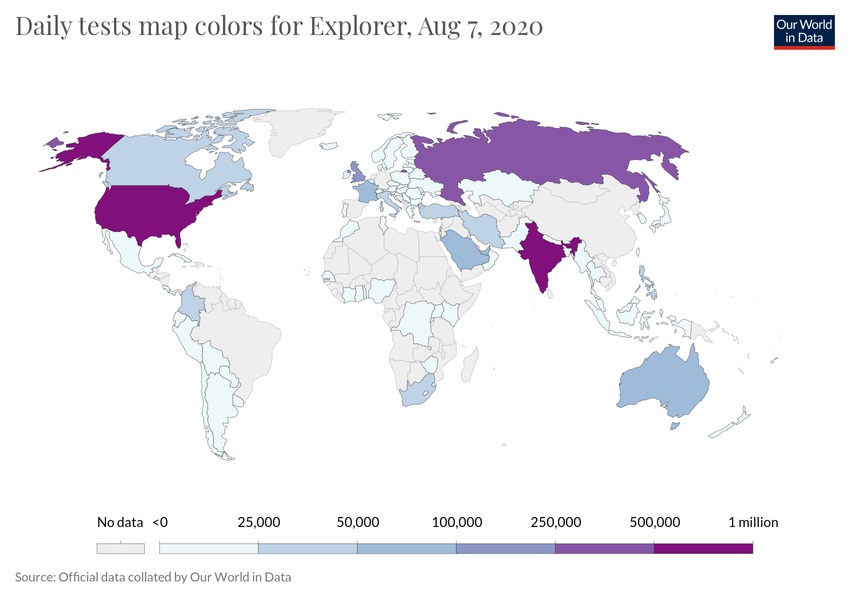 Daily tests map colors for Explorer, Aug 7, 2020
Our World
in Data
No data <0 25,000 50,000 100,000 250,000 500,000 1 million
Source: Official data collated by Our World in Data